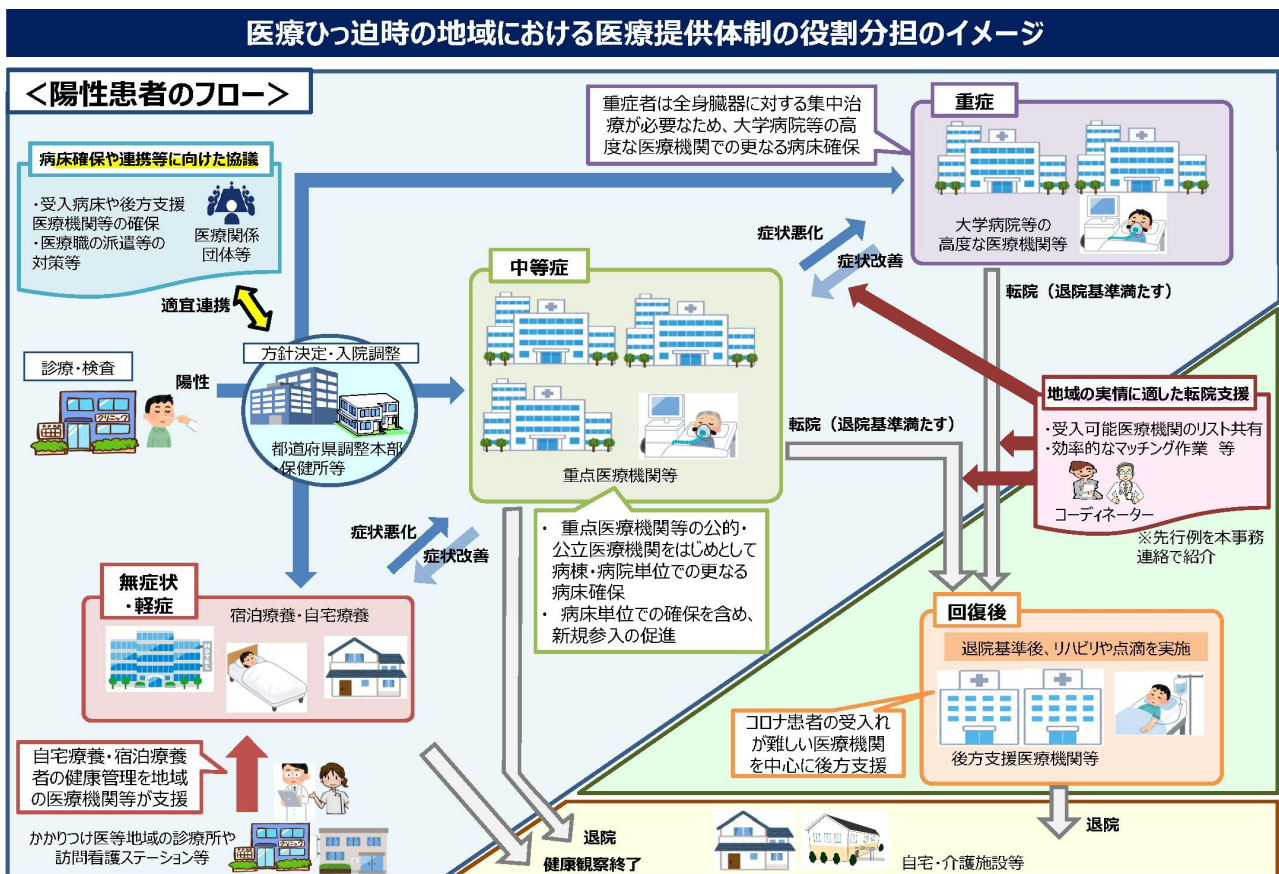 医療ひっ迫時の地域における医療提供体制の役割分担のイメージ
＜陽性患者のフロー＞
病床確保や連携等に向けた協議
・受入病床や後方支援
医療機関等の確保
・医療職の派遣等の
対策等
医療関係
団体等
適宜連携
診療・検査
クリニック
陽性
方針決定・入院調整
都道府県調整本部
・保健所等
重症者は全身臓器に対する集中治
療が必要なため、大学病院等の高
度な医療機関での更なる病床確保
重症
大学病院等の
高度な医療機関等
症状悪化
症状改善
中等症
重点医療機関等
・ 重点医療機関等の公的・
公立医療機関をはじめとして
病棟・病院単位での更なる
病床確保
・ 病床単位での確保を含め、
新規参入の促進
転院（退院基準満たす）
転院（退院基準満たす）
地域の実情に適した転院支援
・受入可能医療機関のリスト共有
・効率的なマッチング作業 等
コーディネーター
※先行例を本事務
連絡で紹介
症状悪化
症状改善
無症状
・軽症
宿泊療養・自宅療養
HOTEL
自宅療養・宿泊療養
者の健康管理を地域
の医療機関等が支援
かかりつけ医等地域の診療所や
訪問看護ステーション等
回復後
退院基準後、リハビリや点滴を実施
後方支援医療機関等
コロナ患者の受入れ
が難しい医療機関
を中心に後方支援
退院
健康観察終了
退院
自宅・介護施設等